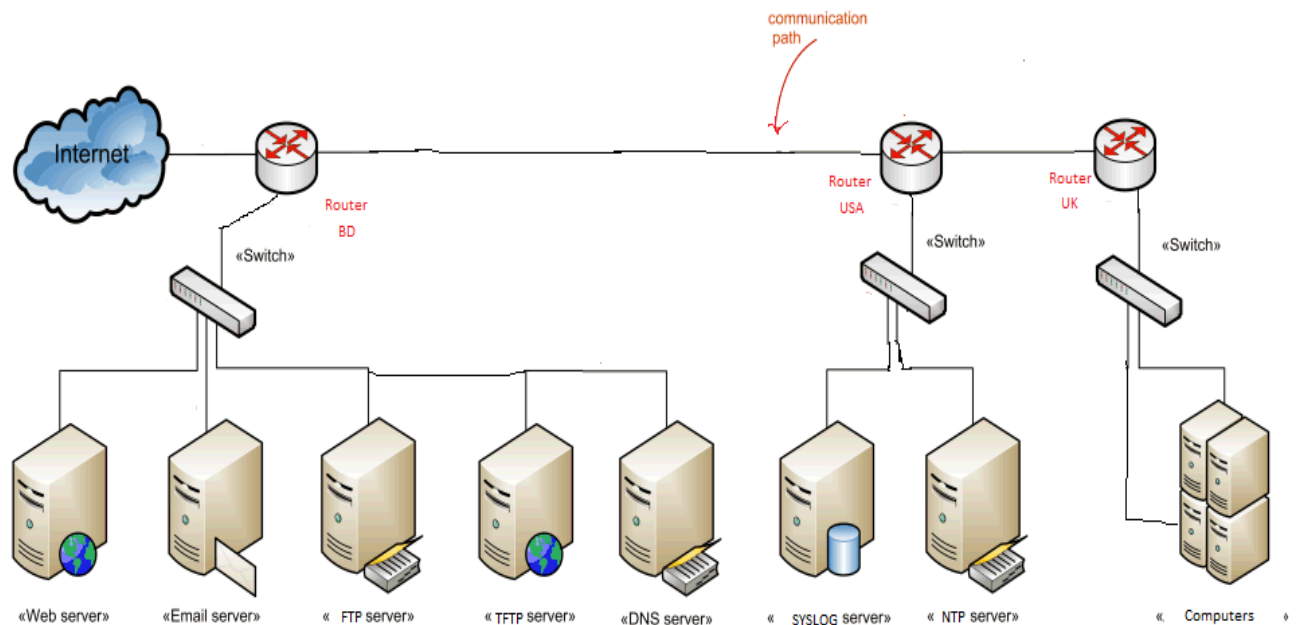 communication
path
Internet
Router
BD
Router
USA
Router
UK
«Switch»
«Switch»
«Switch»
«Web server»
«Email server»
« FTP server»
« TFTP server»
«DNS server»
« SYSLOG server»
« NTP server»
« Computers »